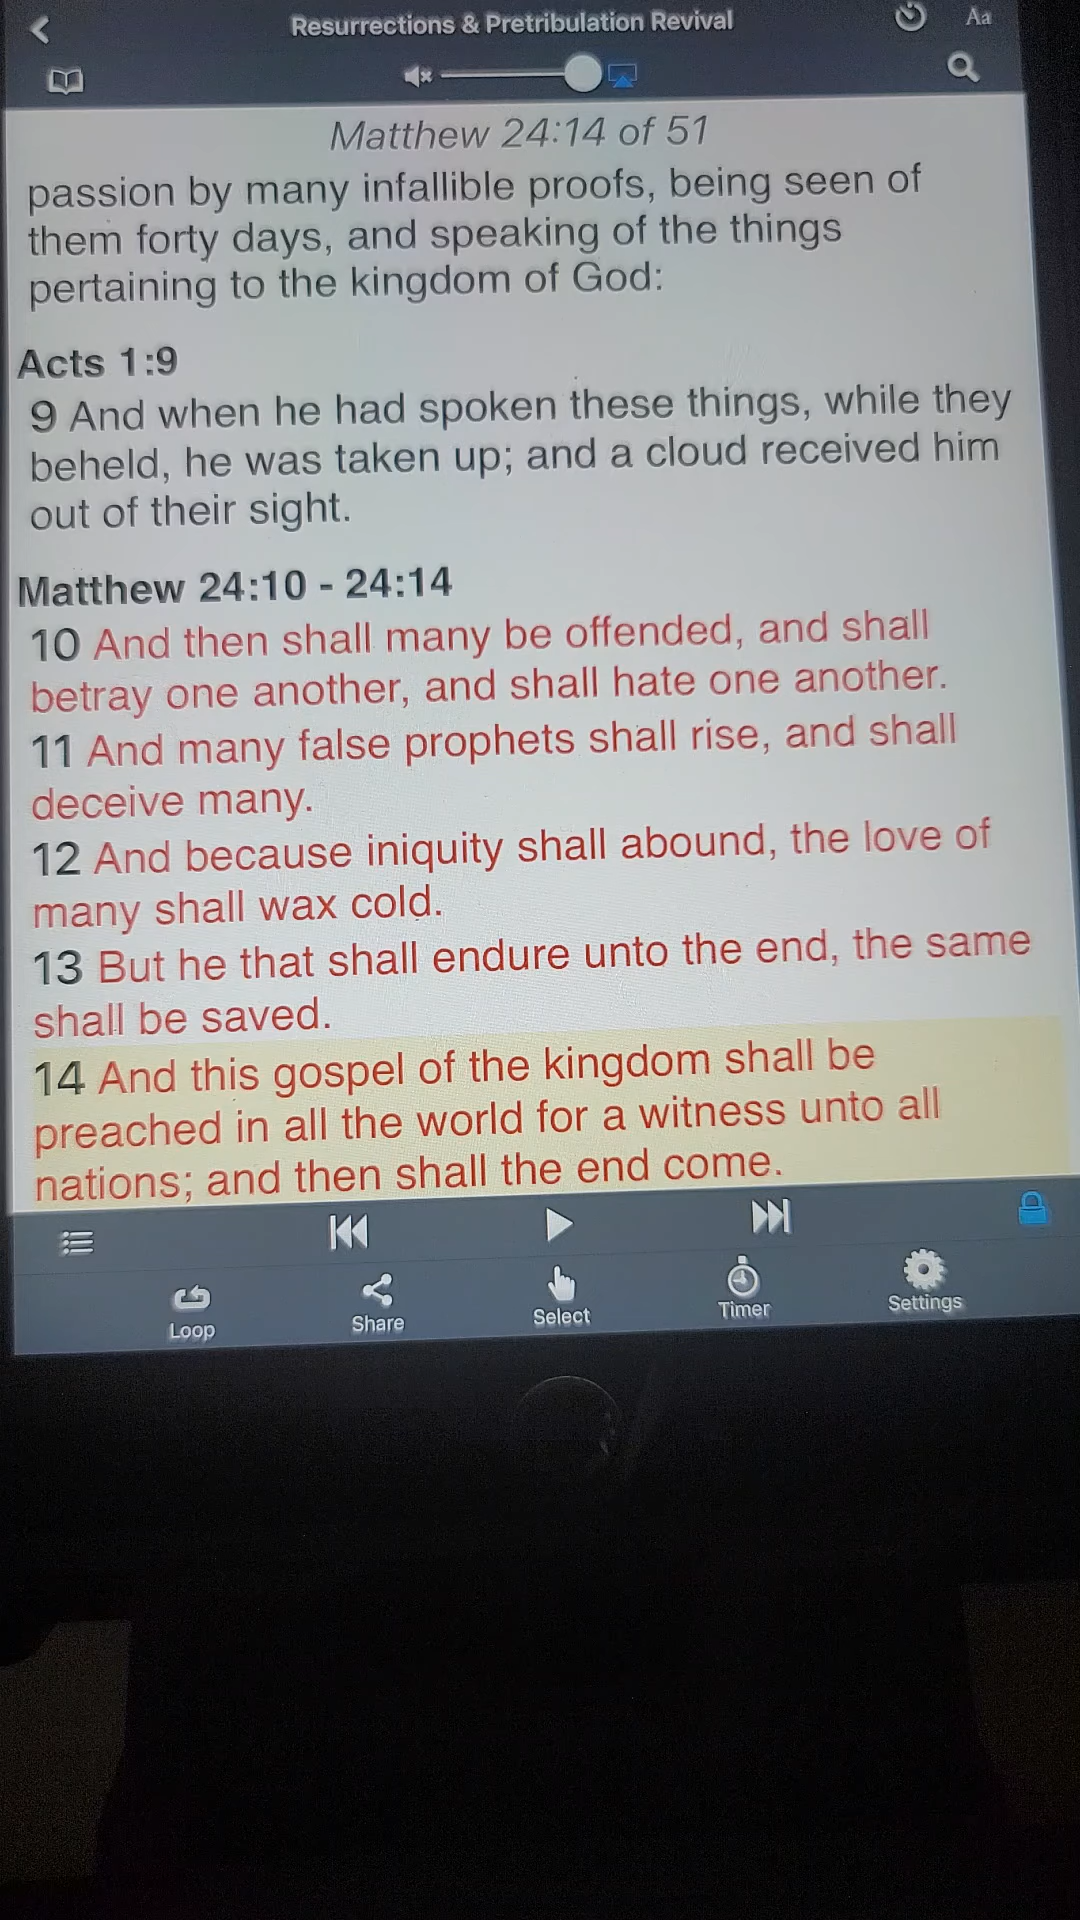 Resurrections & Pretribulation Revival
Aa
Matthew 24:14 of 51
passion by many infallible proofs, being seen of
them forty days, and speaking of the things
pertaining to the kingdom of God:
Acts 1:9
9 And when he had spoken these things, while they
beheld, he was taken up; and a cloud received him
out of their sight.
Matthew 24:10 - 24:14
10 And then shall many be offended, and shall
betray one another, and shall hate one another.
11 And many false prophets shall rise, and shall
deceive many.
12 And because iniquity shall abound, the love of
many shall wax cold.
13 But he that shall endure unto the end, the same
shall be saved.
14 And this gospel of the kingdom shall be
preached in all the world for a witness unto all
nations; and then shall the end come.
Loop
Share
Select
Timer
Settings